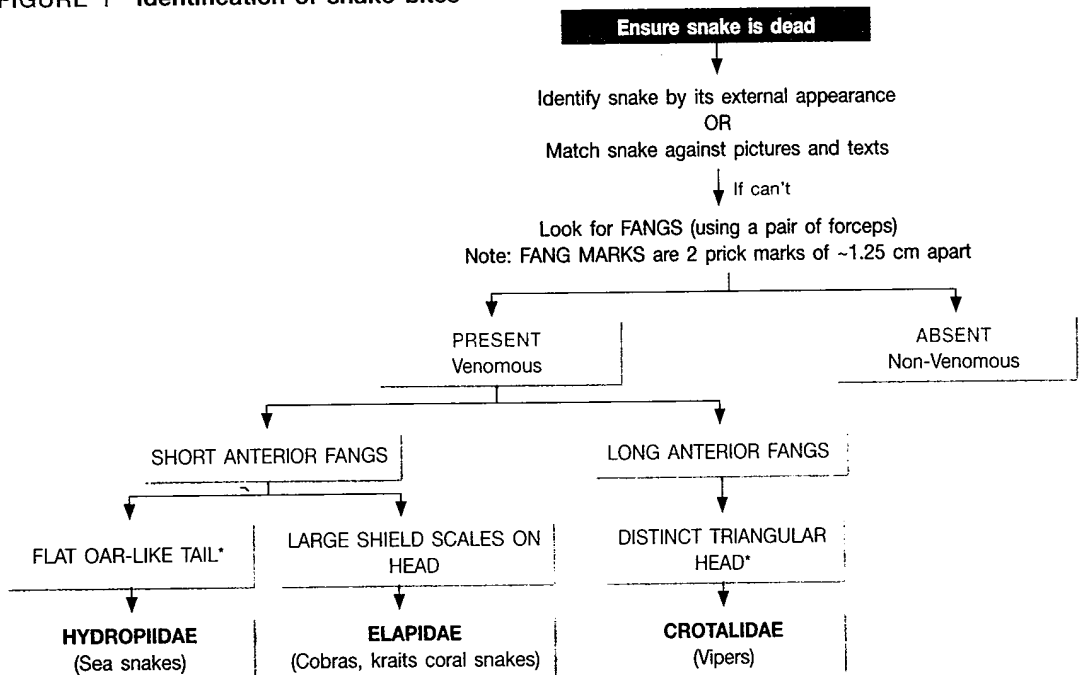 FIGURE 1 Identification of snake bites
Ensure snake is dead
Identify snake by its external appearance
OR
Match snake against pictures and texts
If can't
Look for FANGS (using a pair of forceps)
Note: FANG MARKS are 2 prick marks of ~1.25 cm apart
PRESENT
Venomous
ABSENT
Non-Venomous
SHORT ANTERIOR FANGS
LONG ANTERIOR FANGS
FLAT OAR-LIKE TAIL*
LARGE SHIELD SCALES ON
HEAD
DISTINCT TRIANGULAR
HEAD*
HYDROPIIDAE
(Sea snakes)
ELAPIDAE
(Cobras, kraits coral snakes)
CROTALIDAE
(Vipers)